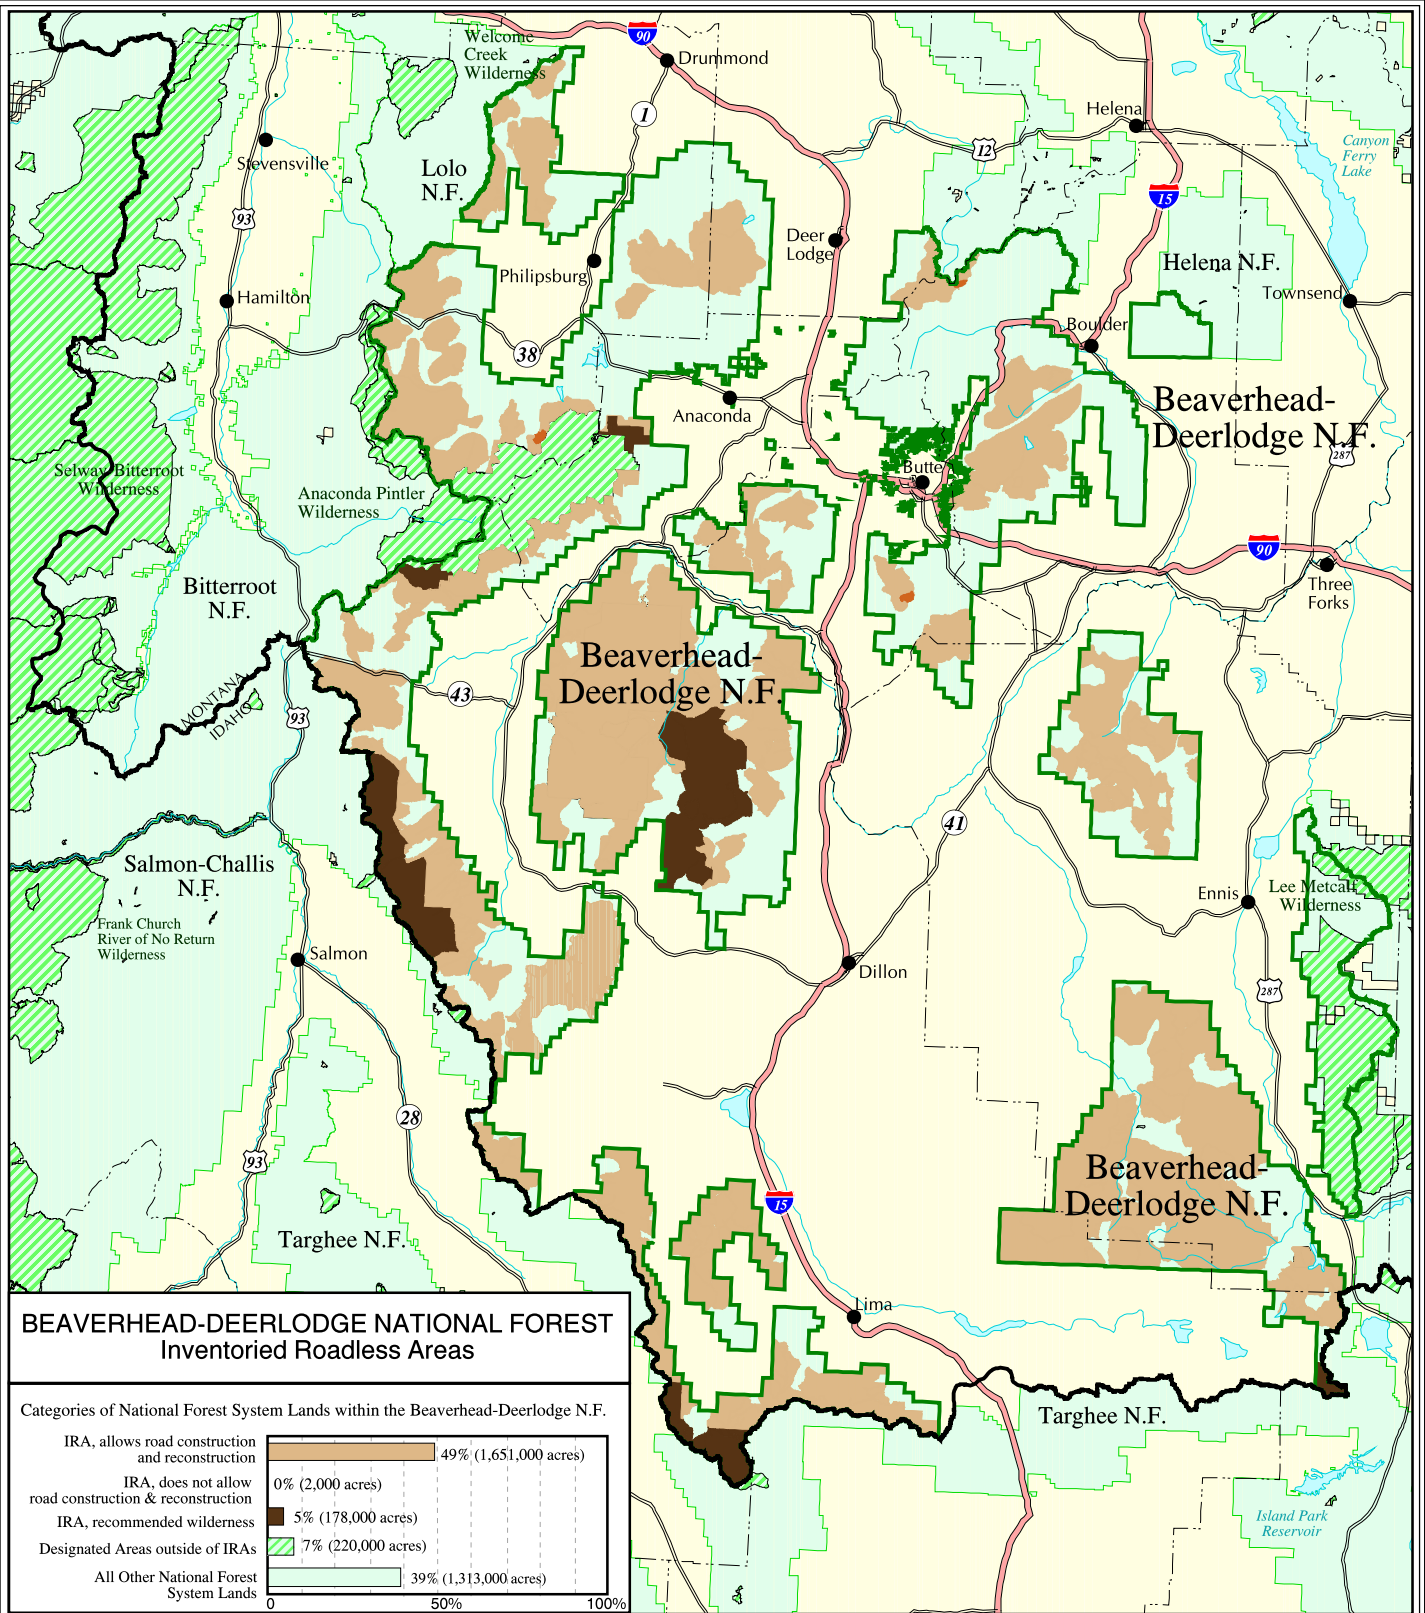 Welcome
Creek
Wilderness
90
Drummond
1
Helena
12
Canyon
Ferry
Lake
Stevensville
Lolo
N.F.
93
15
Deer
Lodge
Philipsburg
Helena N.F.
Townsend
Hamilton
Boulder
38
Anaconda
Beaverhead-
Deerlodge N.F.
287
Butte
Selway Bitterroot
Wilderness
Anaconda Pintler
Wilderness
90
Three
Forks
Bitterroot
N.F.
Beaverhead-
Deerlodge N.F.
43
MONTANA
IDAHO
93
41
Salmon-Challis
N.F.
Ennis
Lee Metcalf
Wilderness
Frank Church
River of No Return
Wilderness
Salmon
Dillon
287
28
93
Beaverhead-
Deerlodge N.F.
15
Targhee N.F.
Lima
Targhee N.F.
Island Park
Reservoir
BEAVERHEAD-DEERLODGE NATIONAL FOREST
Inventoried Roadless Areas
Categories of National Forest System Lands within the Beaverhead-Deerlodge N.F.
IRA, allows road construction
and reconstruction
49% (1,651,000 acres)
IRA, does not allow
road construction & reconstruction
0% (2,000 acres)
IRA, recommended wilderness
5% (178,000 acres)
Designated Areas outside of IRAs
7% (220,000 acres)
All Other National Forest
System Lands
39% (1,313,000 acres)
0 50% 100%